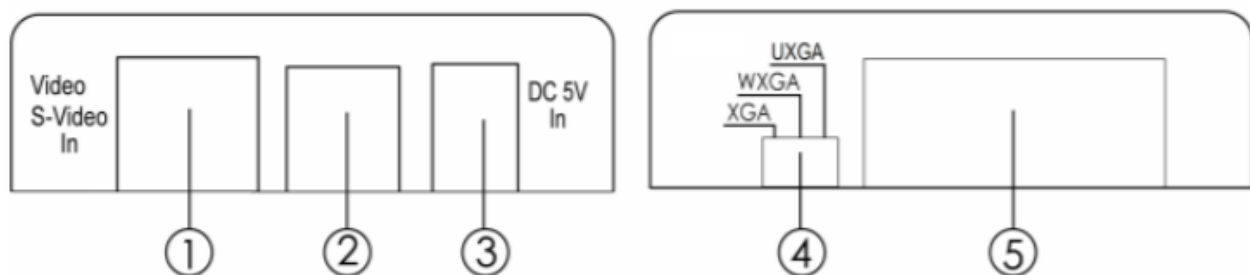 Video
S-Video
In
DC 5V
In
UXGA
WXGA
XGA
① ② ③ ④ ⑤